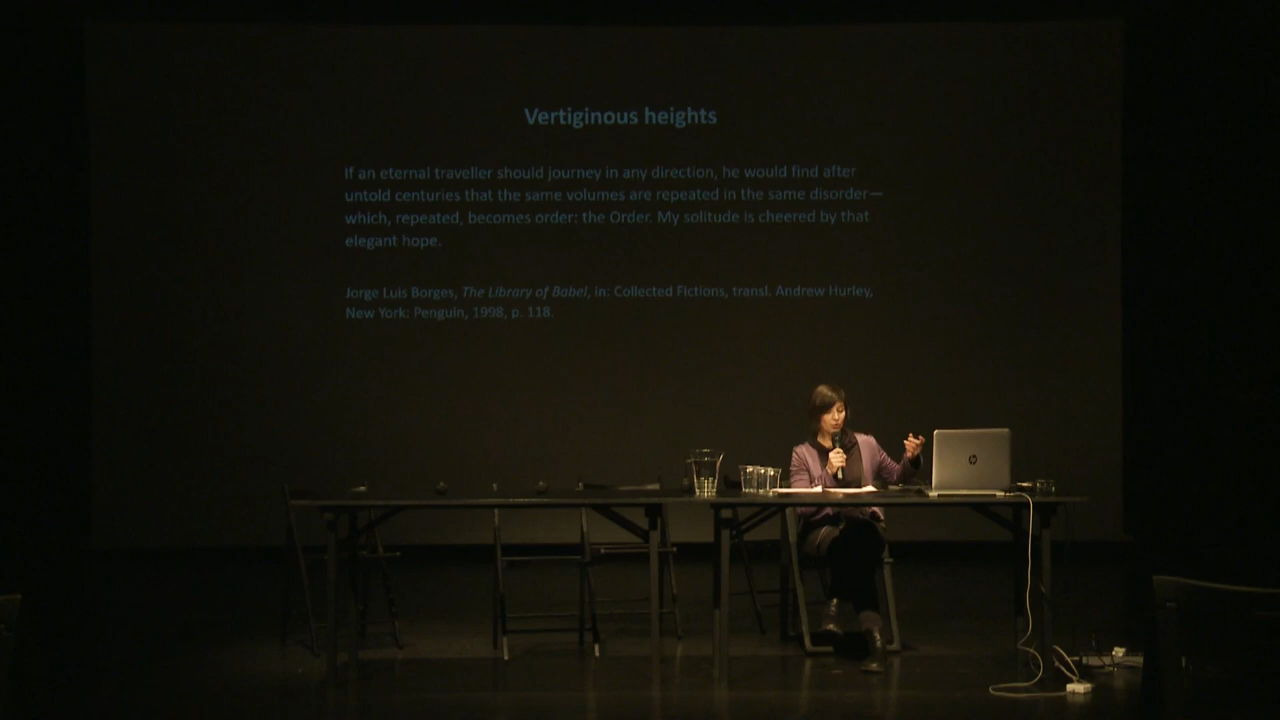 Vertiginous heights
If an eternal traveller should journey in any direction, he would find after
untold centuries that the same volumes are repeated in the same disorder—
which, repeated, becomes order: the Order. My solitude is cheered by that
elegant hope.
Jorge Luis Borges, The Library of Babel, in: Collected Fictions, transl. Andrew Hurley,
New York: Penguin, 1998, p. 118.
hp